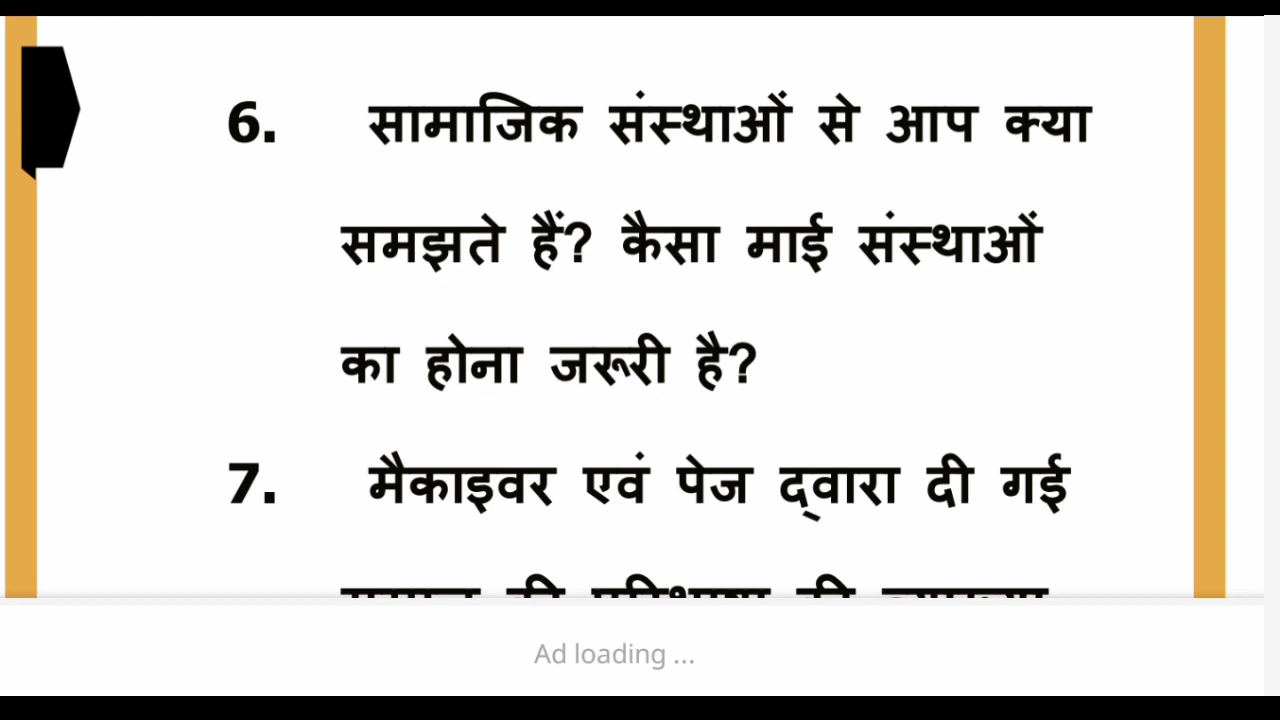 6. सामाजिक संस्थाओं से आप क्या
समझते हैं? कैसा माई संस्थाओं
का होना जरूरी है?
7. मैकाइवर एवं पेज द्वारा दी गई
की की
Ad loading ...